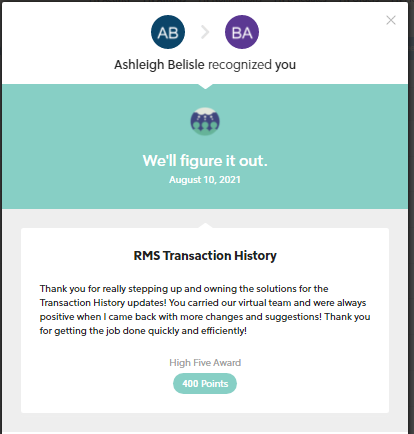 AB
BA
Ashleigh Belisle recognized you
We'll figure it out.
August 10, 2021
RMS Transaction History
Thank you for really stepping up and owning the solutions for the
Transaction History updates! You carried our virtual team and were always
positive when I came back with more changes and suggestions! Thank you
for getting the job done quickly and efficiently!
High Five Award
400 Points